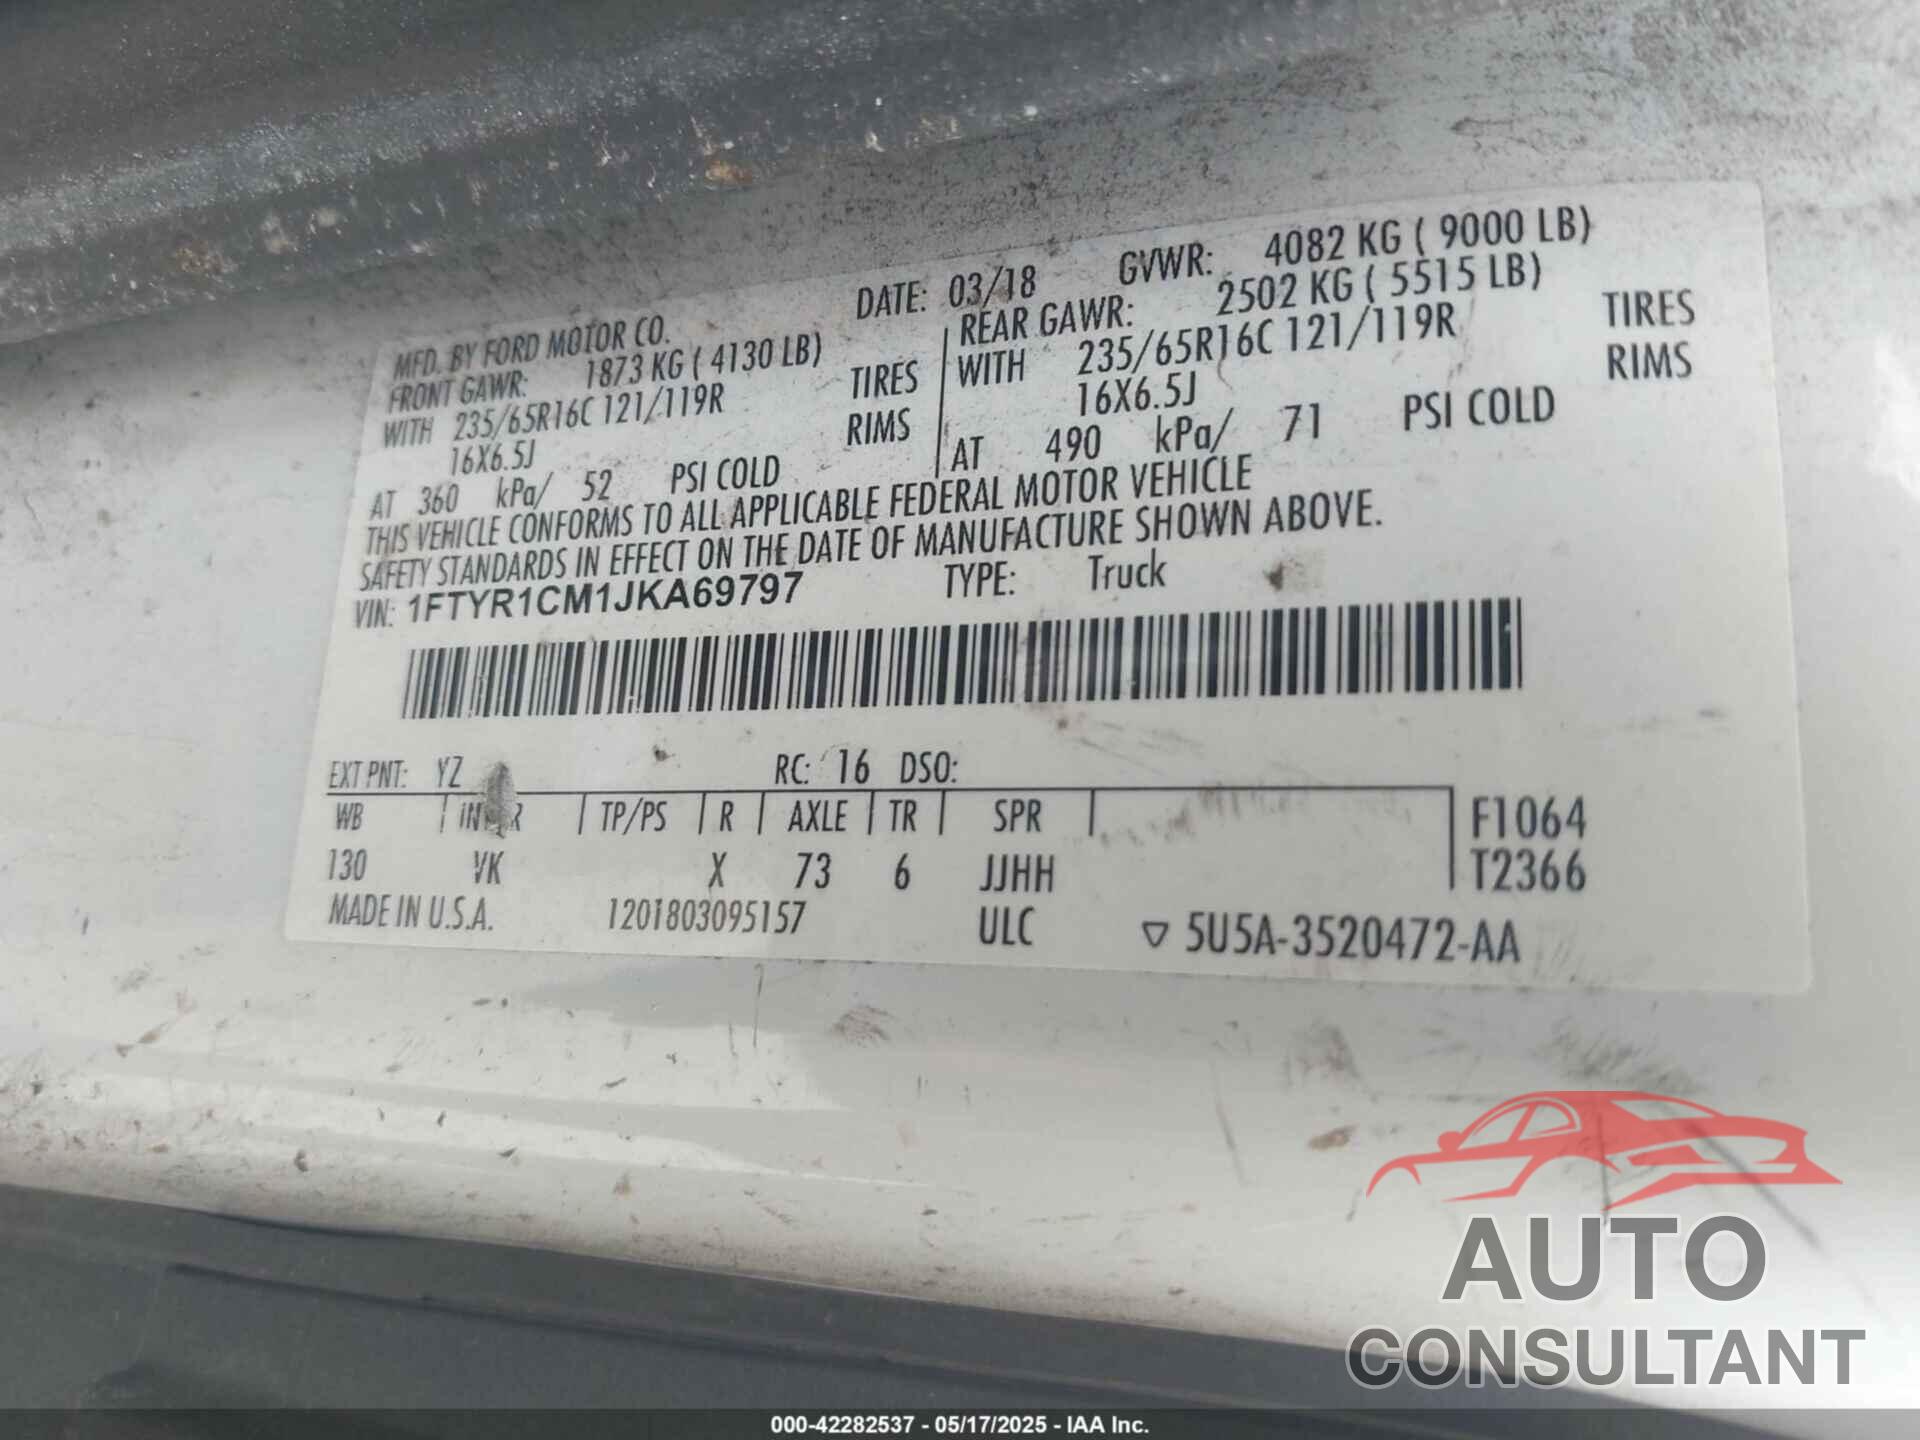 MFD. BY FORD MOTOR CO. DATE: 03/18 GVWR: 4082 KG ( 9000 LB)
FRONT GAWR: 1873 KG ( 4130 LB) REAR GAWR: 2502 KG ( 5515 LB)
WITH 235/65R16C 121/119R TIRES WITH 235/65R16C 121/119R TIRES
16X6.5J RIMS 16X6.5J RIMS
AT 360 kPa/ 52 PSI COLD AT 490 kPa/ 71 PSI COLD
THIS VEHICLE CONFORMS TO ALL APPLICABLE FEDERAL MOTOR VEHICLE
SAFETY STANDARDS IN EFFECT ON THE DATE OF MANUFACTURE SHOWN ABOVE.
VIN: 1FTYR1CM1JKA69797 TYPE: Truck
EXT PNT: YZ RC: 16 DSO:
WB TP/PS R AXLE TR SPR F1064
130 VK X 73 6 JJHH T2366
MADE IN U.S.A. 1201803095157 ULC ▽ 5U5A-3520472-AA
AUTO
CONSULTANT
000-42282537 - 05/17/2025 - IAA Inc.